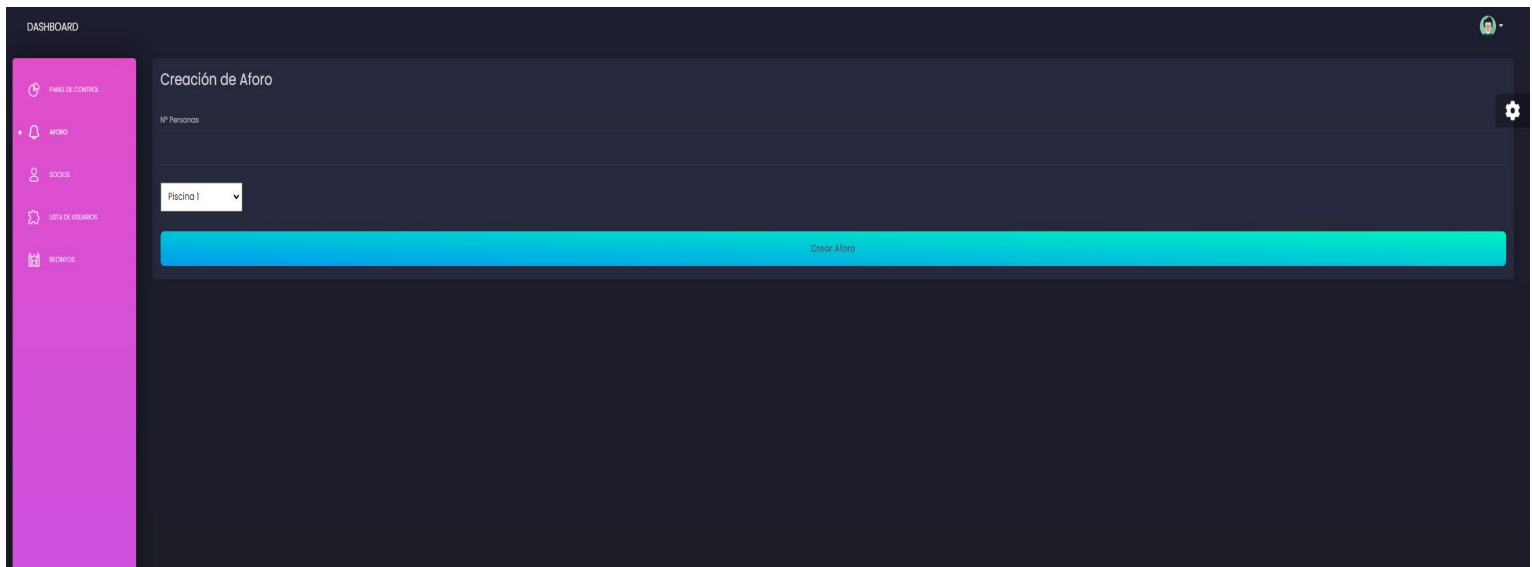 DASHBOARD
PANEL DE CONTROL
AFORO
SOCIOS
LISTA DE USUARIOS
RECINTOS
Creación de Aforo
Nº Personas
Piscina 1
Crear Aforo